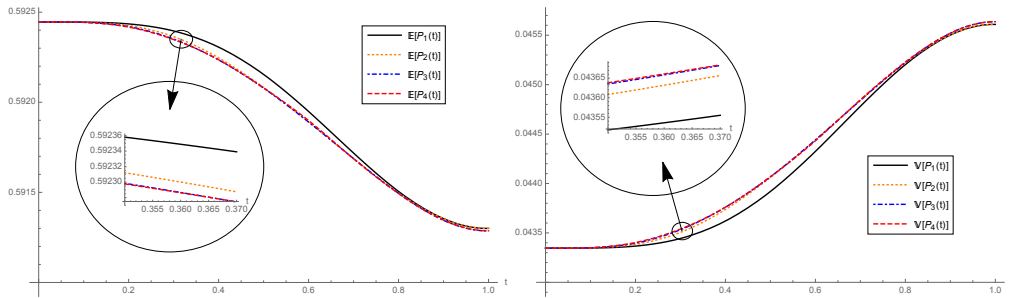 0.5925
0.5920
0.5915
0.2
0.4
0.6
0.8
1.0
t
E[P1(t)]
E[P2(t)]
E[P3(t)]
E[P4(t)]
0.59236
0.59234
0.59232
0.59230
0.355
0.360
0.365
0.370
t
0.0455
0.0450
0.0445
0.0440
0.0435
0.2
0.4
0.6
0.8
1.0
t
0.04365
0.04360
0.04355
0.355
0.360
0.365
0.370
t
V[P1(t)]
V[P2(t)]
V[P3(t)]
V[P4(t)]